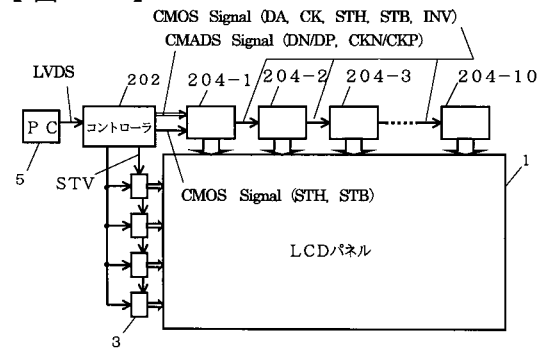 CMOS Signal (DA, CK, STH, STB, INV)
CMADS Signal (DN/DP, CKN/CKP)
LVDS
202
204-1
204-2
204-3
204-10
PC
コントローラ
5
STV
CMOS Signal (STH, STB)
1
LCDパネル
3